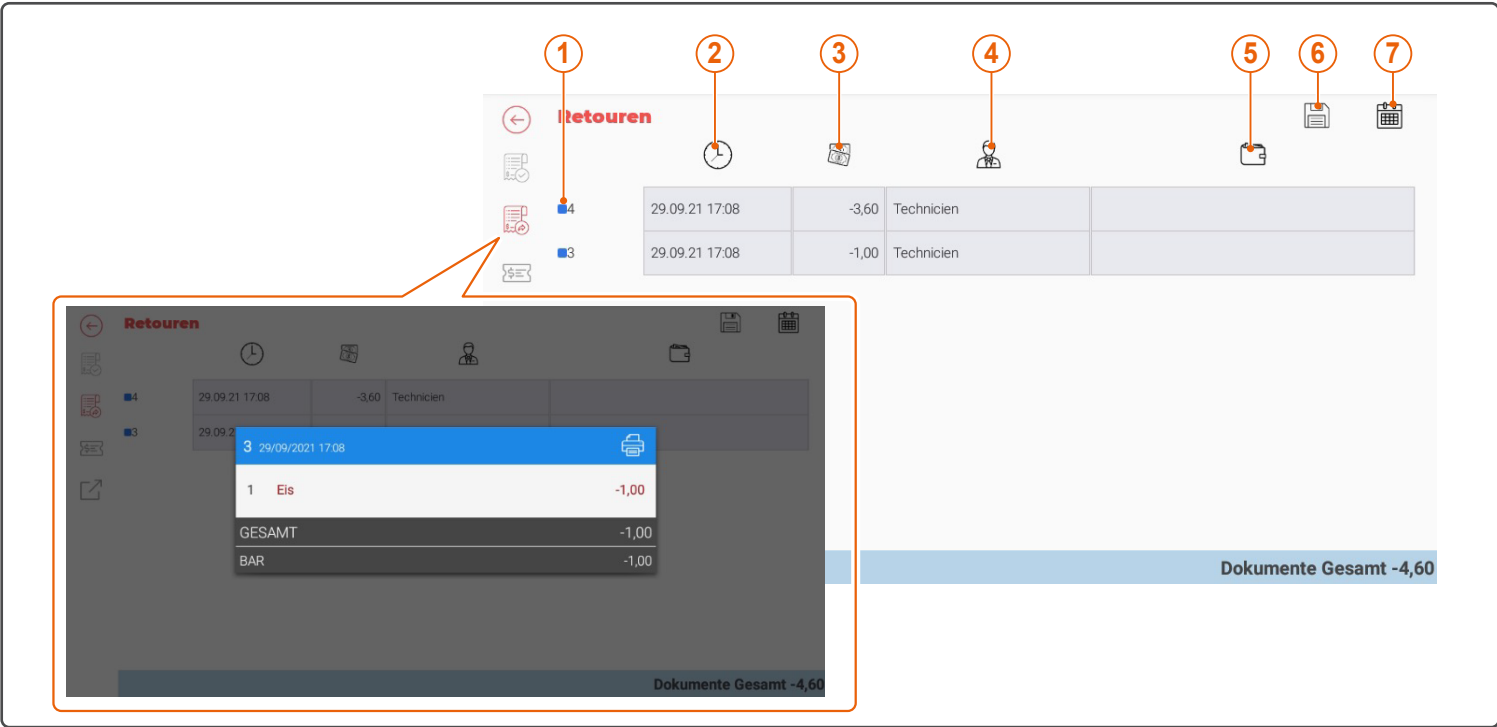 1 2 3 4 5 6 7
Retouren
4 29.09.21 17:08 -3,60 Technicien
3 29.09.21 17:08 -1,00 Technicien
Retouren
4 29.09.21 17:08 -3,60 Technicien
3 29.09.2
3 29/09/2021 17:08
1 Eis -1,00
GESAMT -1,00
BAR -1,00
Dokumente Gesamt -4,60
Dokumente Gesamt -4,60